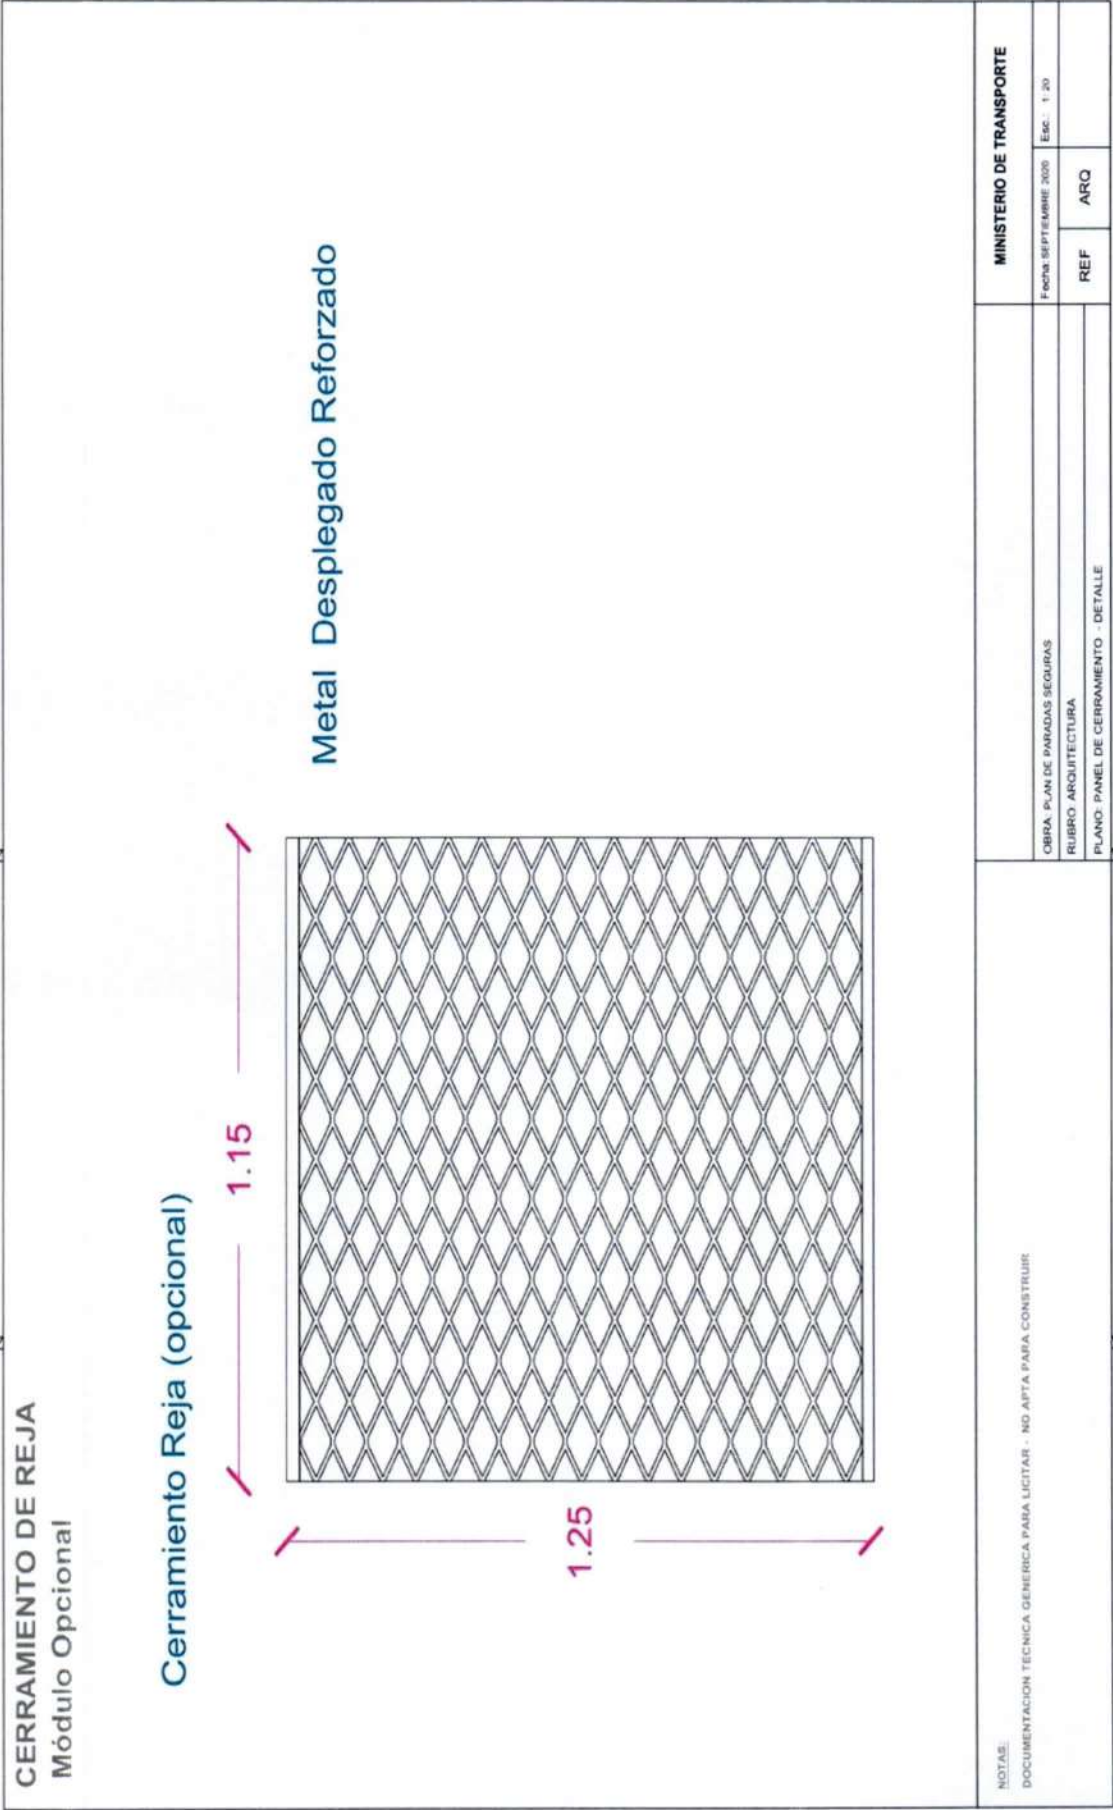 CERRAMIENTO DE REJA
Módulo Opcional
Cerramiento Reja (opcional)
1.15
1.25
Metal Desplegado Reforzado
NOTAS:
DOCUMENTACION TECNICA GENERICA PARA LICITAR - NO APTA PARA CONSTRUIR
OBRA: PLAN DE PARADAS SEGURAS
RUBRO: ARQUITECTURA
PLANO: PANEL DE CERRAMIENTO - DETALLE
MINISTERIO DE TRANSPORTE
Fecha: SEPTIEMBRE 2020 Esc.: 1:20
REF ARQ